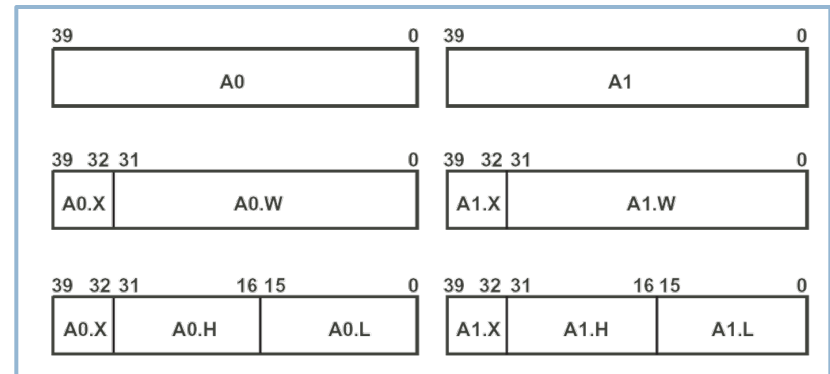 39 0 39 0
A0 A1
39 32 31 0 39 32 31 0
A0.X A0.W A1.X A1.W
39 32 31 16 15 0 39 32 31 16 15 0
A0.X A0.H A0.L A1.X A1.H A1.L